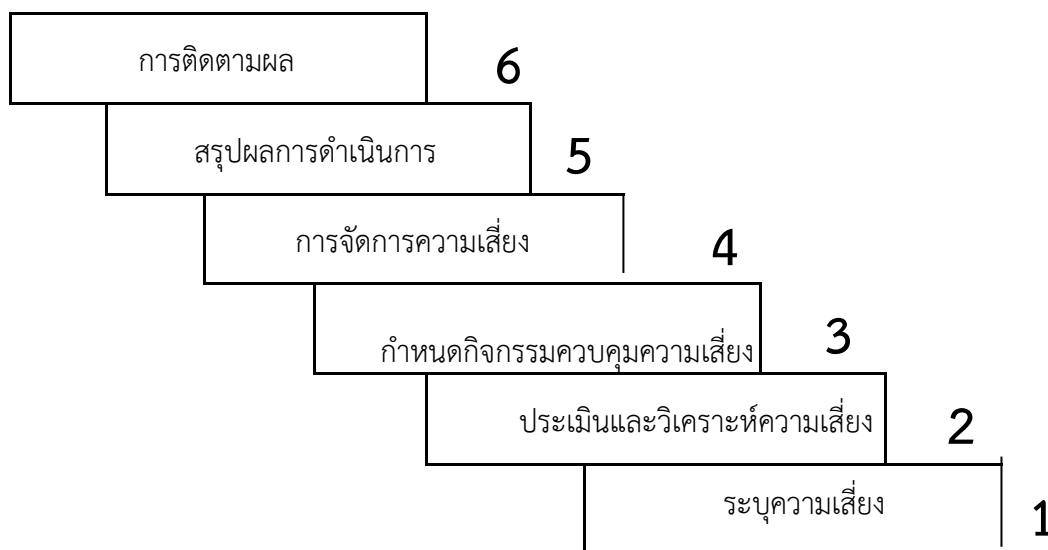 การติดตามผล 6
สรุปผลการดำเนินการ 5
การจัดการความเสี่ยง 4
กำหนดกิจกรรมควบคุมความเสี่ยง 3
ประเมินและวิเคราะห์ความเสี่ยง 2
ระบุความเสี่ยง 1